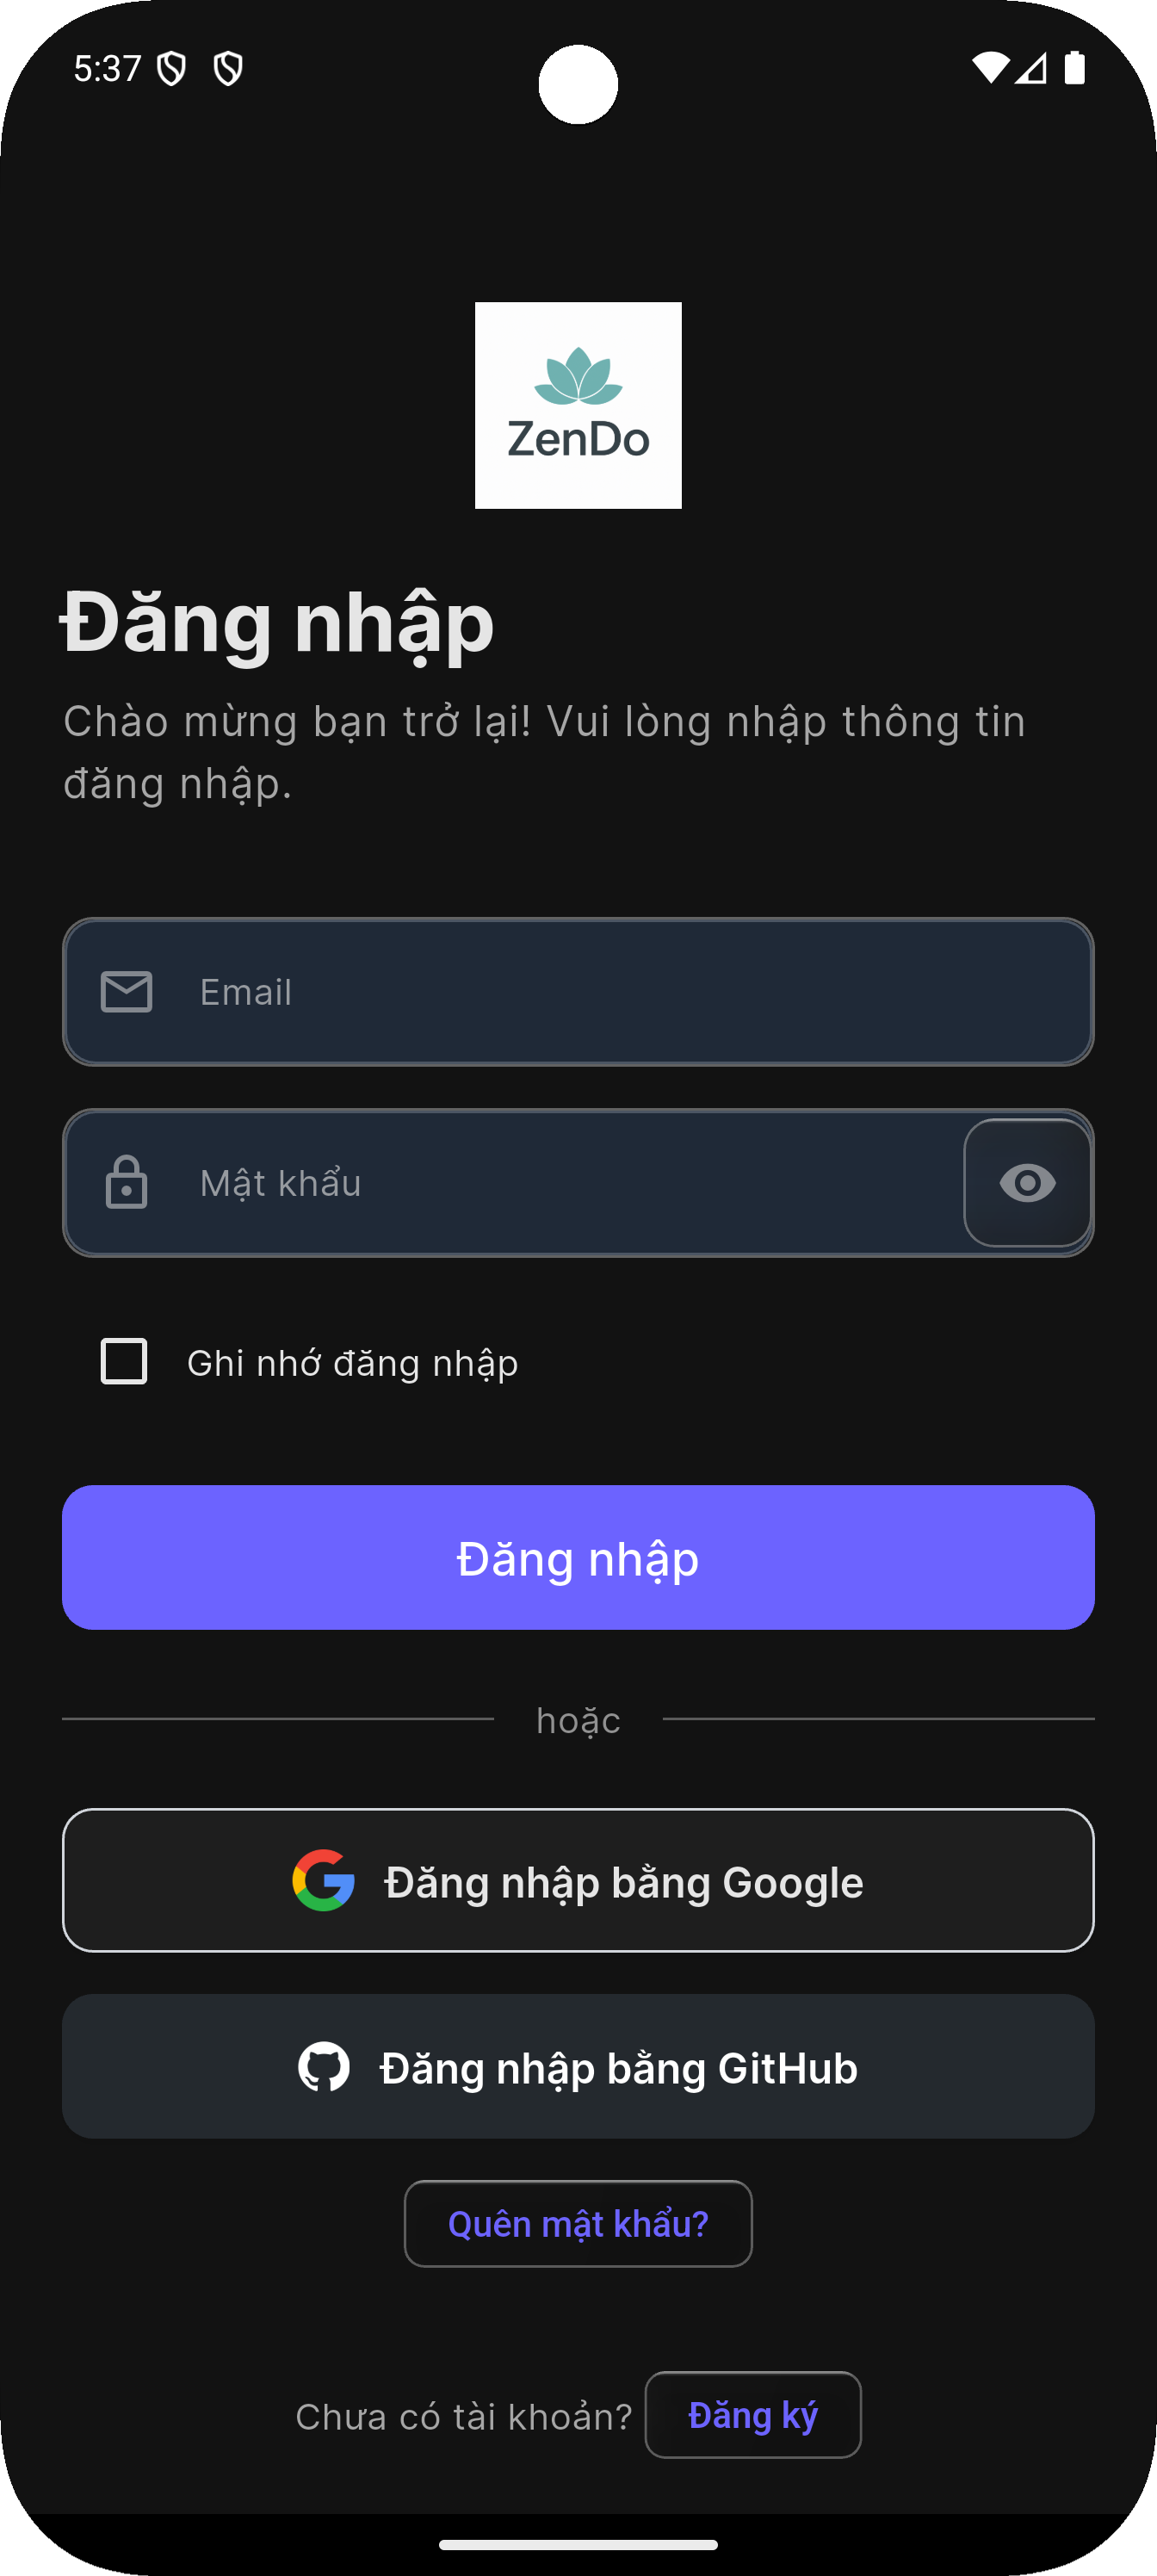 5:37
ZenDo
Đăng nhập
Chào mừng bạn trở lại! Vui lòng nhập thông tin
đăng nhập.
Email
Mật khẩu
Ghi nhớ đăng nhập
Đăng nhập
hoặc
Đăng nhập bằng Google
Đăng nhập bằng GitHub
Quên mật khẩu?
Chưa có tài khoản? Đăng ký